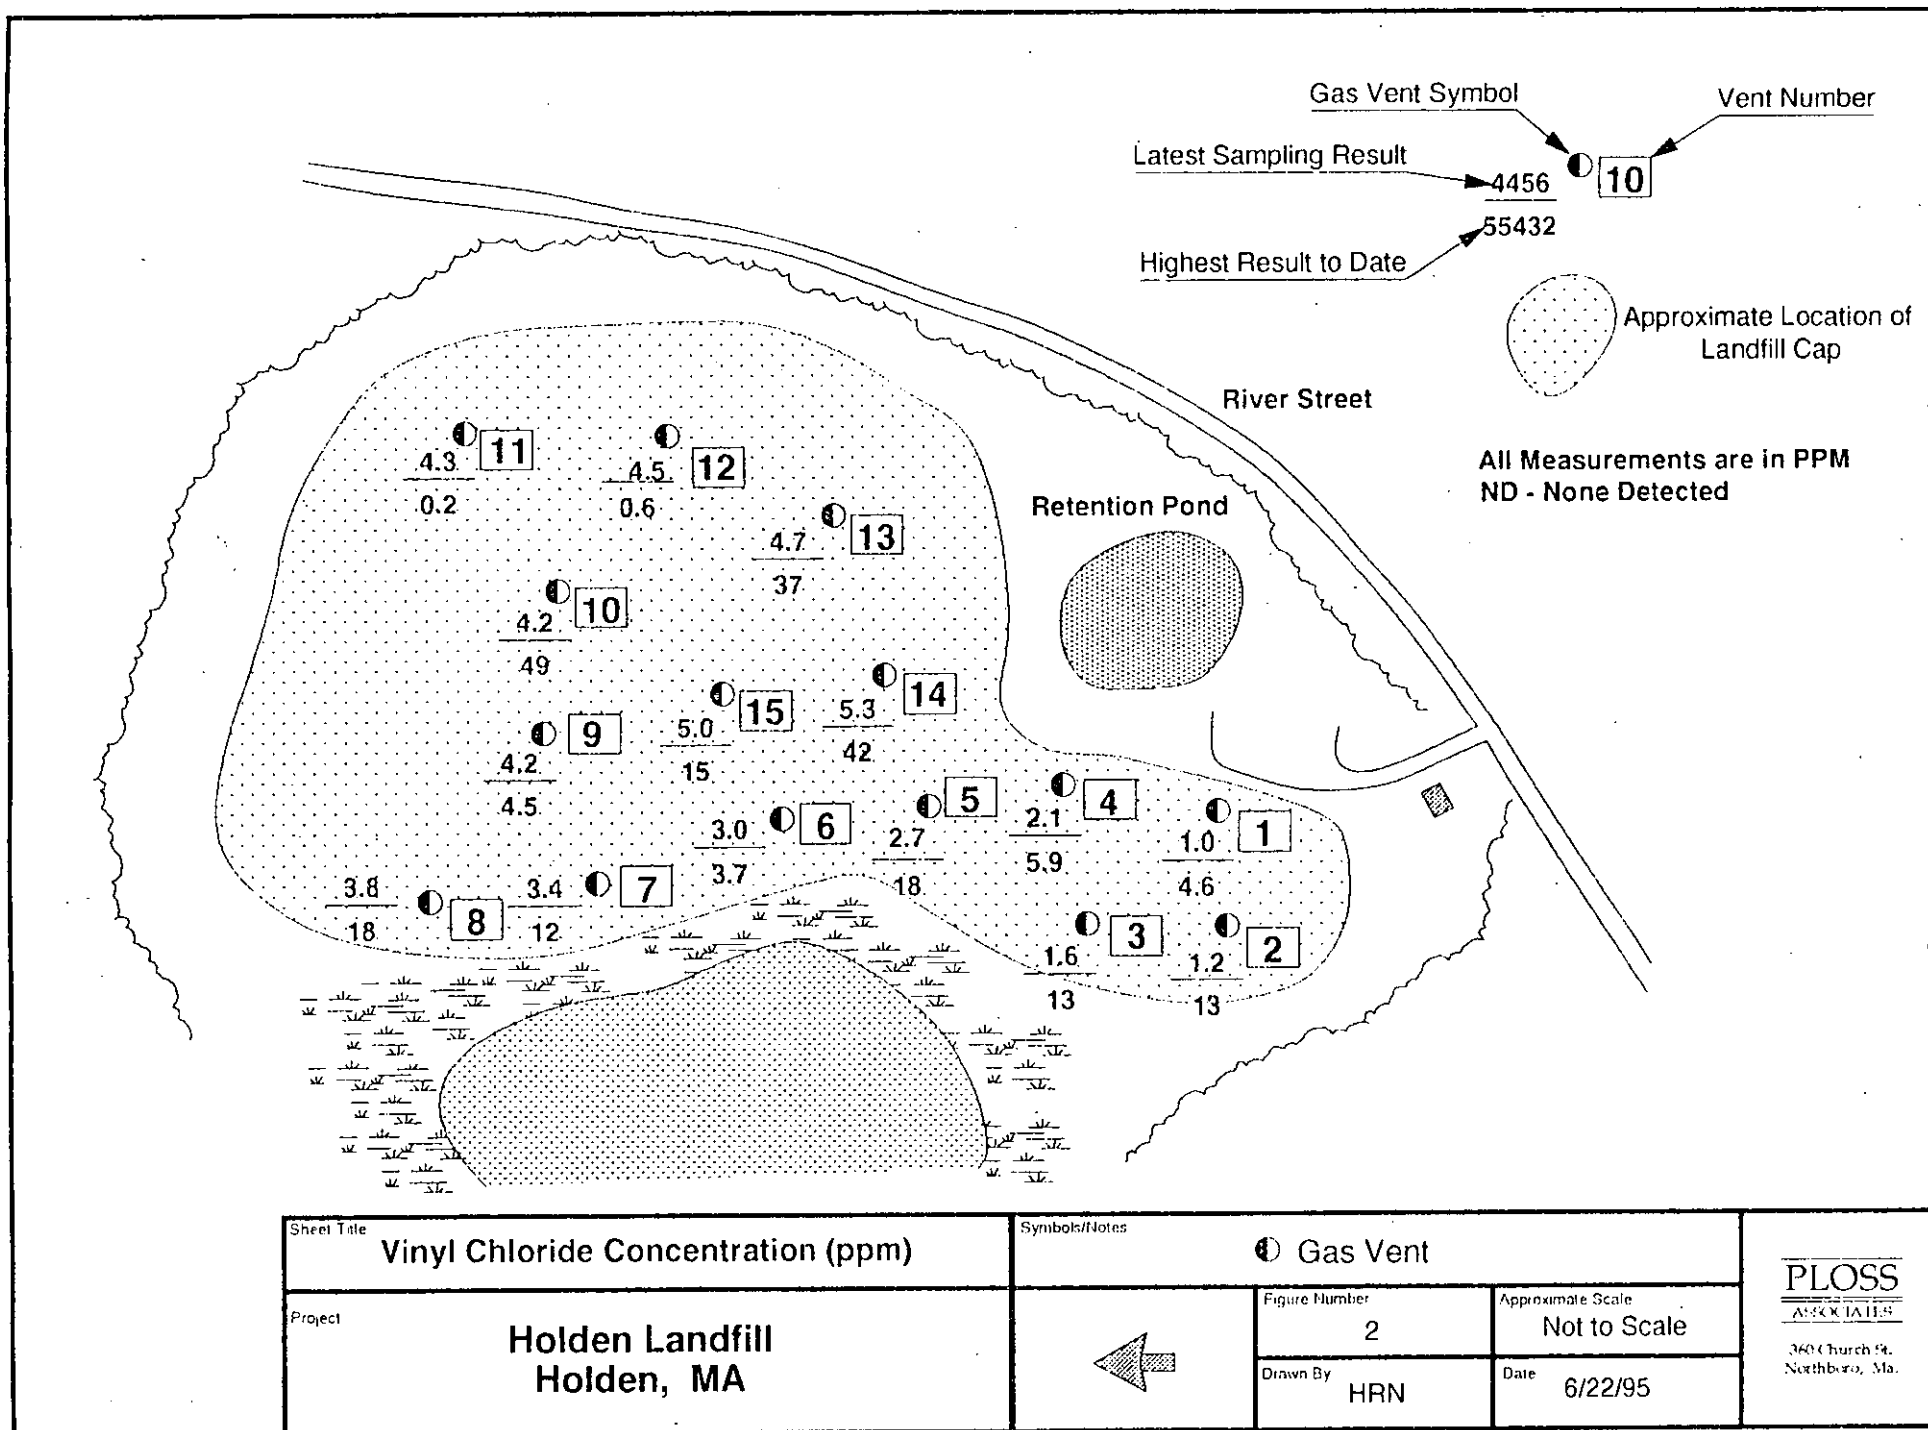 Gas Vent Symbol
Vent Number
Latest Sampling Result
4456
10
55432
Highest Result to Date
Approximate Location of
Landfill Cap
River Street
All Measurements are in PPM
ND - None Detected
Retention Pond
11
4.3
0.2
12
4.5
0.6
13
4.7
37
10
4.2
49
14
5.3
42
15
5.0
15
9
4.2
4.5
5
2.7
18
4
2.1
5.9
6
3.0
3.7
1
1.0
4.6
7
3.4
12
8
3.8
18
3
1.6
13
2
1.2
13
Sheet Title
Vinyl Chloride Concentration (ppm)
Symbols/Notes
Gas Vent
Project
Holden Landfill
Holden, MA
Figure Number
2
Approximate Scale
Not to Scale
Drawn By
HRN
Date
6/22/95
PLOSS
ASSOCIATES
360 Church St.
Northboro, Ma.